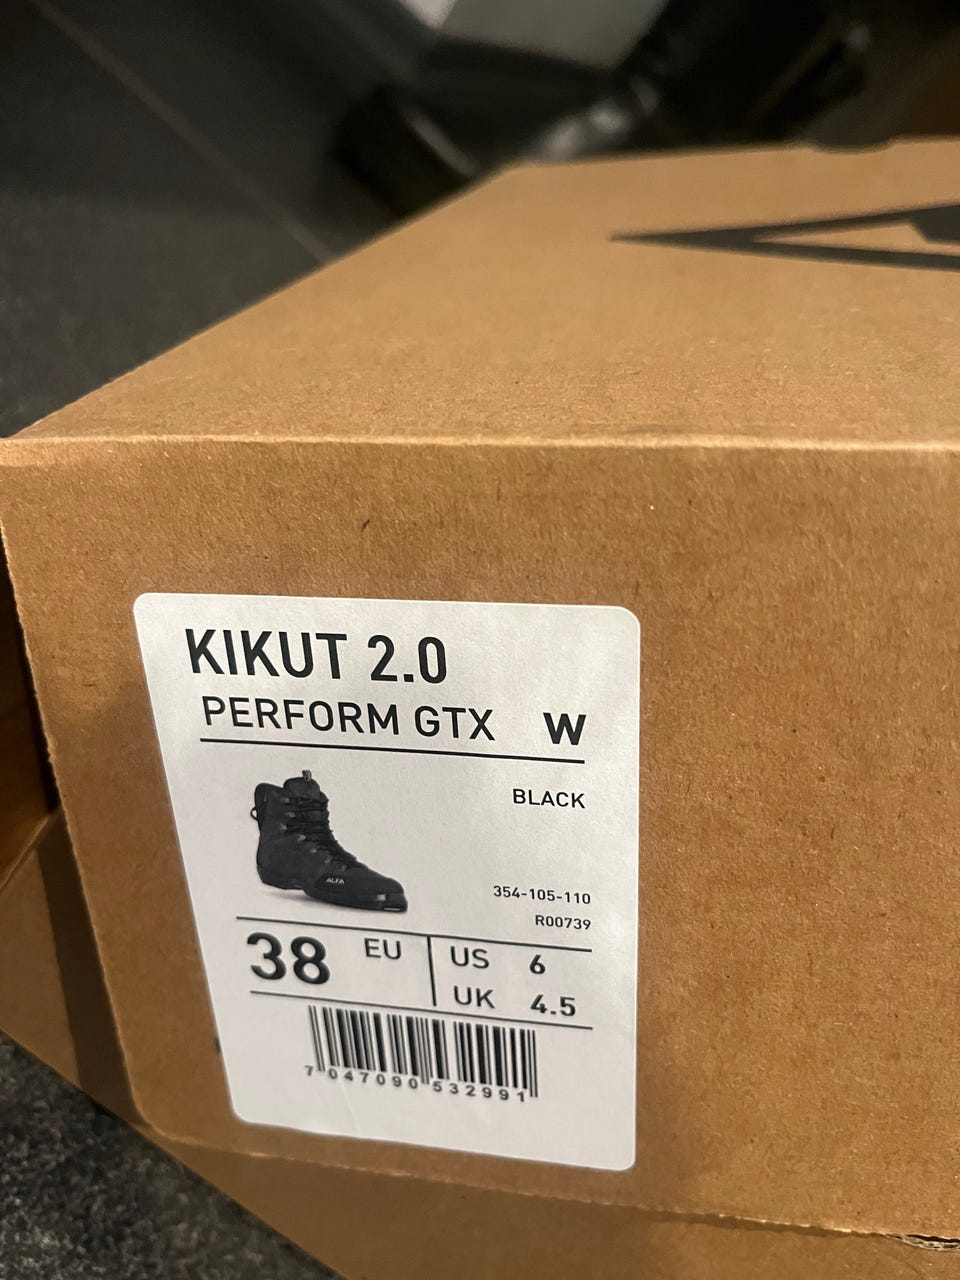 KIKUT 2.0
PERFORM GTX W
BLACK
ALFA
354-105-110
R00739
38 EU
US 6
UK 4.5
7 047090 532991